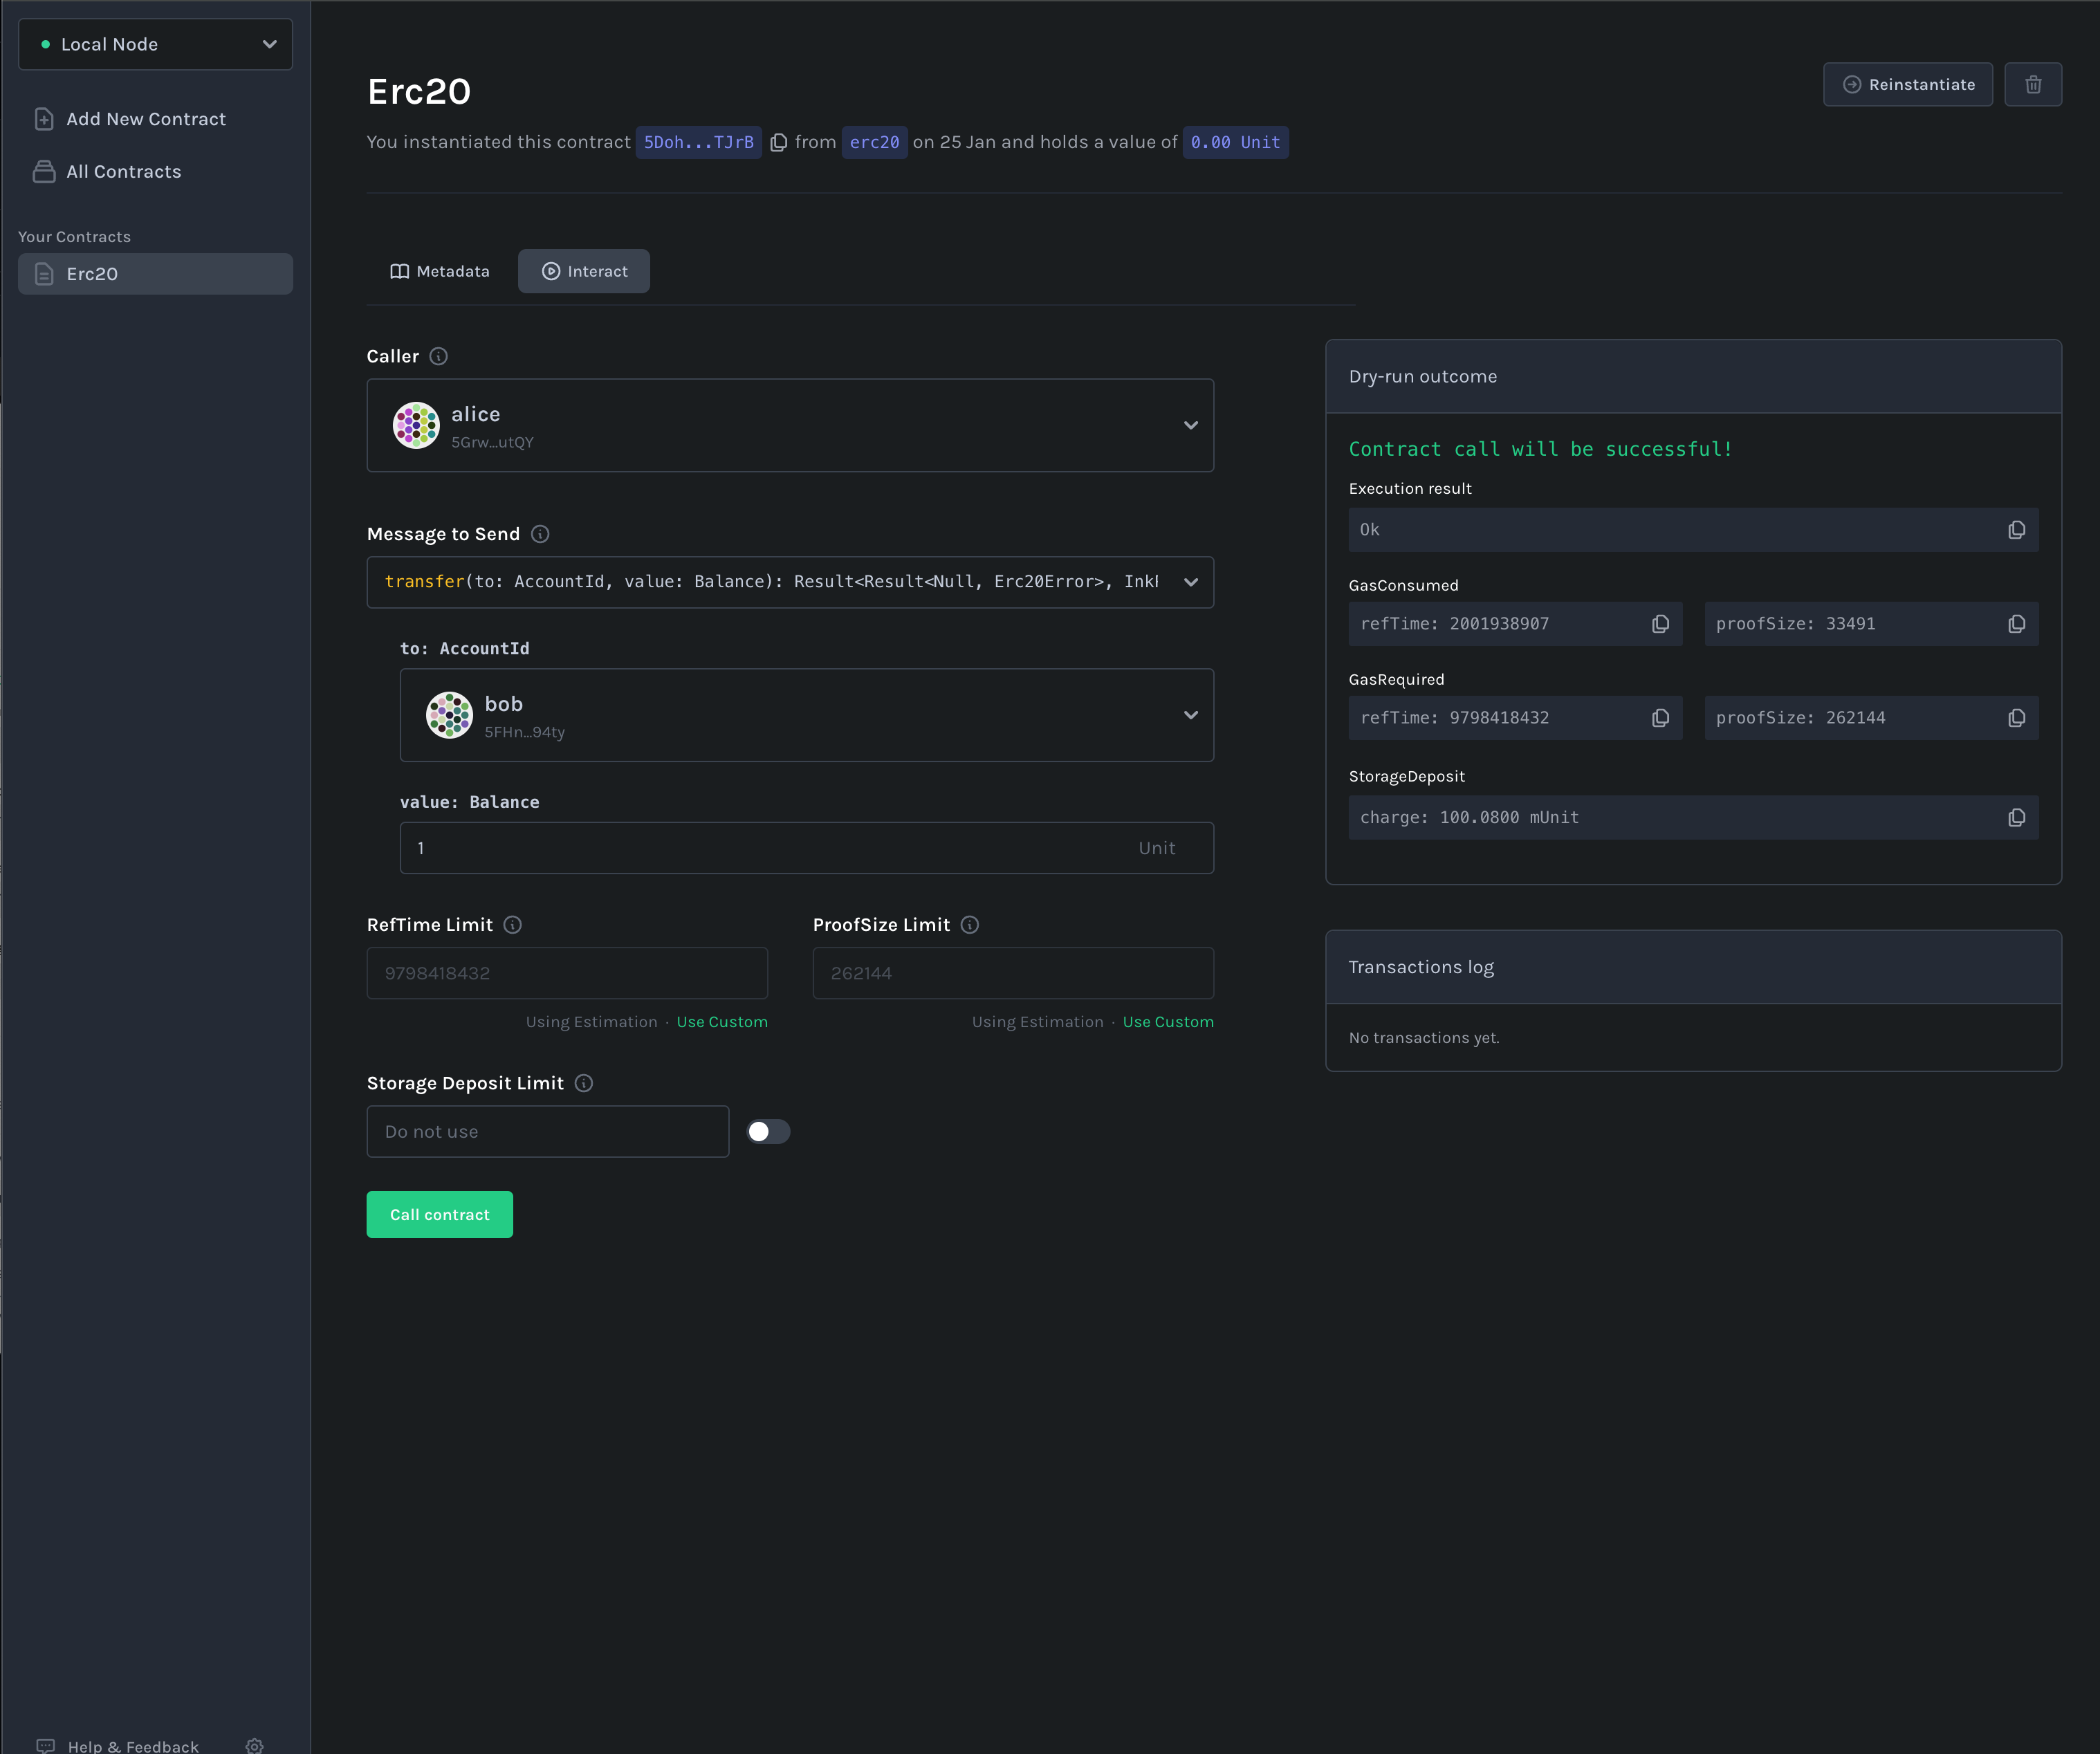 Local Node
Add New Contract
All Contracts
Your Contracts
Erc20
Help & Feedback
Erc20
Reinstantiate
You instantiated this contract 5Doh...TJrB from erc20 on 25 Jan and holds a value of 0.00 Unit
Metadata
Interact
Caller
alice
5Grw...utQY
Message to Send
transfer(to: AccountId, value: Balance): Result<Result<Null, Erc20Error>, Ink
to: AccountId
bob
5FHn...94ty
value: Balance
1 Unit
RefTime Limit
9798418432
Using Estimation · Use Custom
ProofSize Limit
262144
Using Estimation · Use Custom
Storage Deposit Limit
Do not use
Call contract
Dry-run outcome
Contract call will be successful!
Execution result
Ok
GasConsumed
refTime: 2001938907
proofSize: 33491
GasRequired
refTime: 9798418432
proofSize: 262144
StorageDeposit
charge: 100.0800 mUnit
Transactions log
No transactions yet.